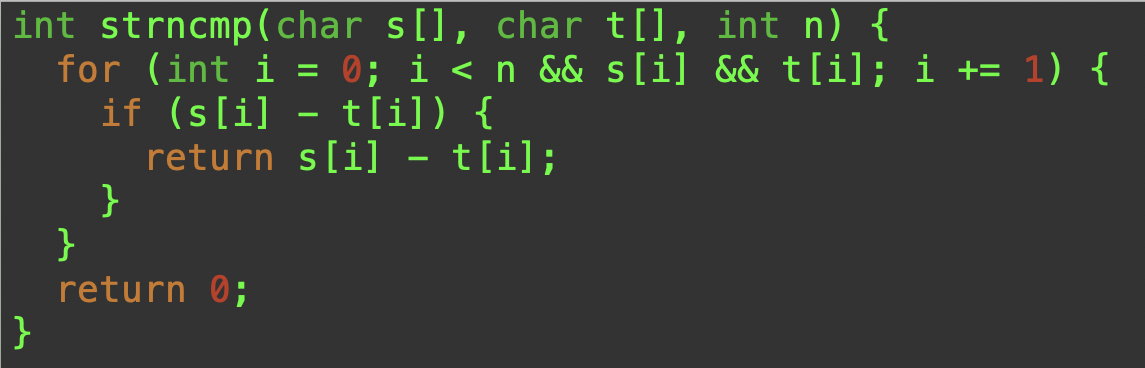 int strncmp(char s[], char t[], int n) {
  for (int i = 0; i < n && s[i] && t[i]; i += 1) {
    if (s[i] - t[i]) {
      return s[i] - t[i];
    }
  }
  return 0;
}